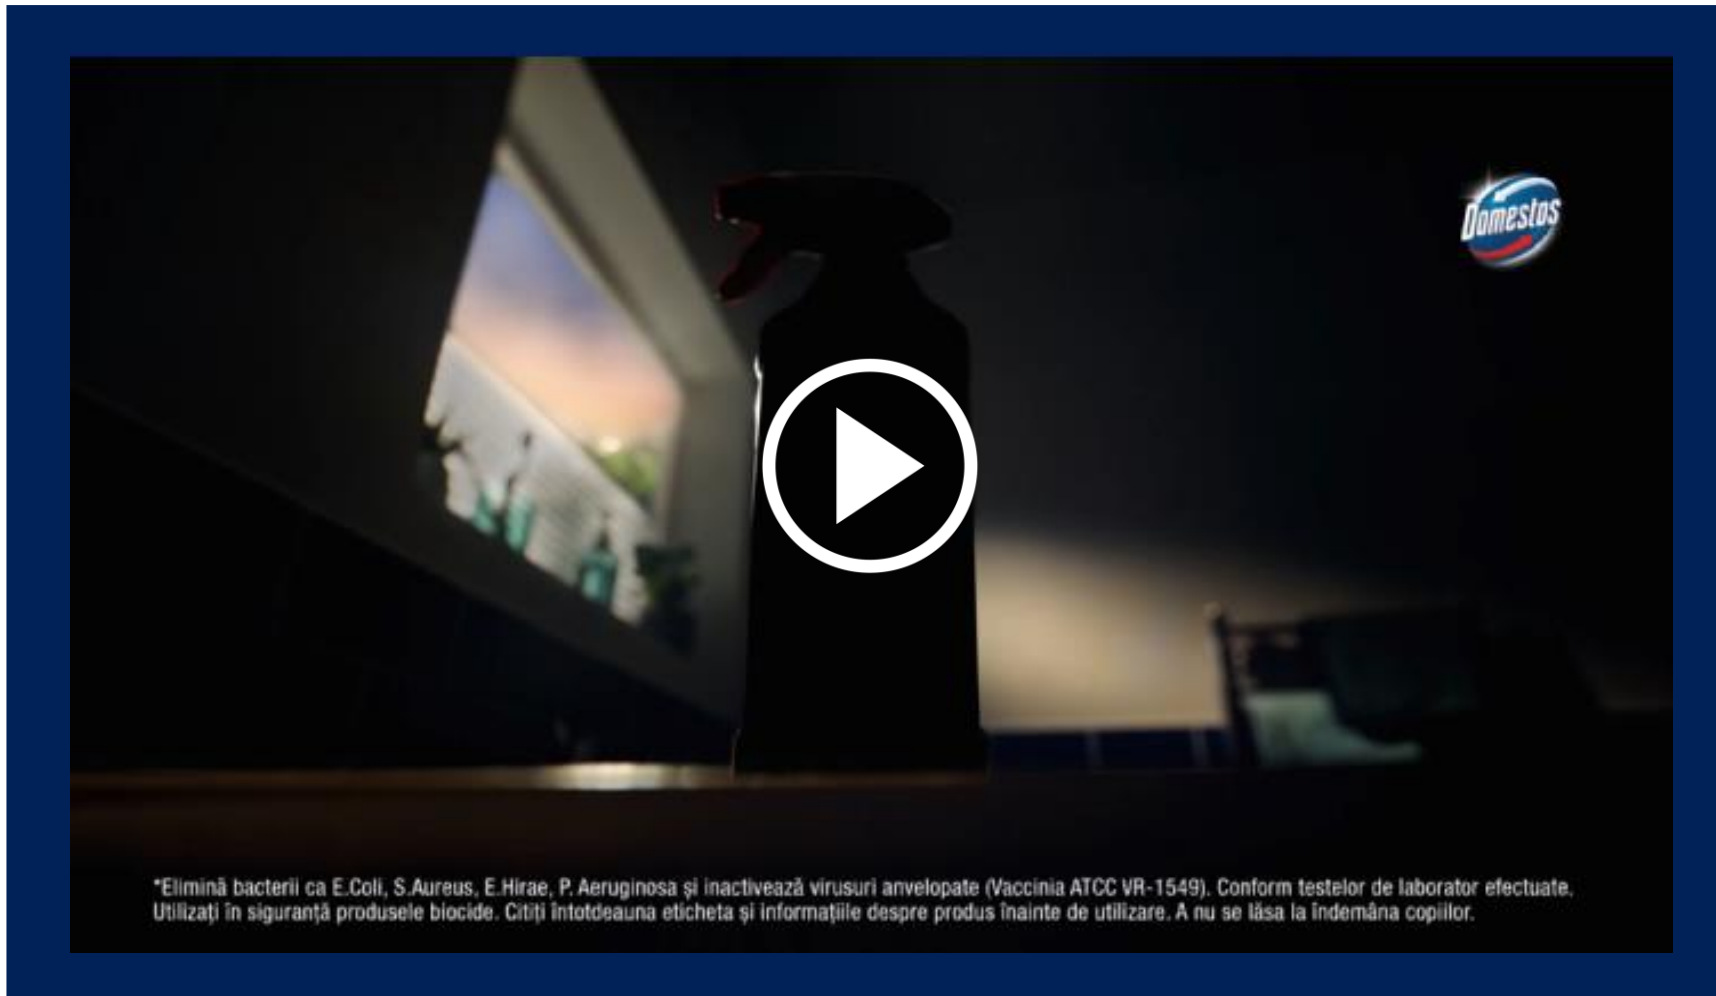 Domestos
*Elimină bacterii ca E.Coli, S.Aureus, E.Hirae, P. Aeruginosa și inactivează virusuri anvelopate (Vaccinia ATCC VR-1549). Conform testelor de laborator efectuate.
Utilizați în siguranță produsele biocide. Citiți întotdeauna eticheta și informațiile despre produs înainte de utilizare. A nu se lăsa la îndemâna copiilor.